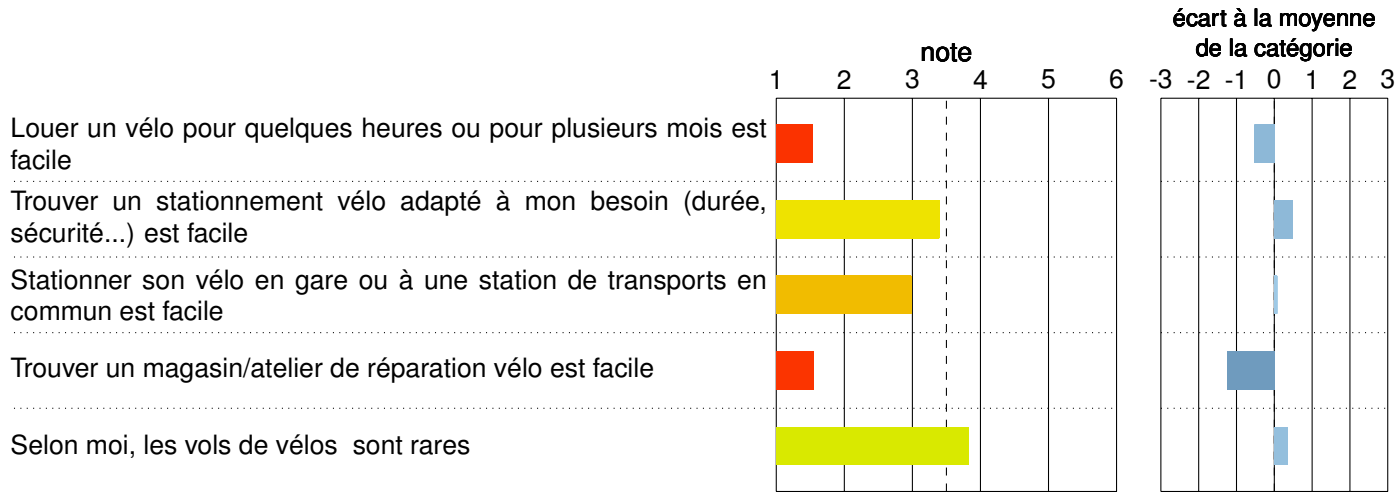 écart à la moyenne
de la catégorie
note
1 2 3 4 5 6
-3 -2 -1 0 1 2 3
Louer un vélo pour quelques heures ou pour plusieurs mois est
facile
Trouver un stationnement vélo adapté à mon besoin (durée,
sécurité...) est facile
Stationner son vélo en gare ou à une station de transports en
commun est facile
Trouver un magasin/atelier de réparation vélo est facile
Selon moi, les vols de vélos sont rares